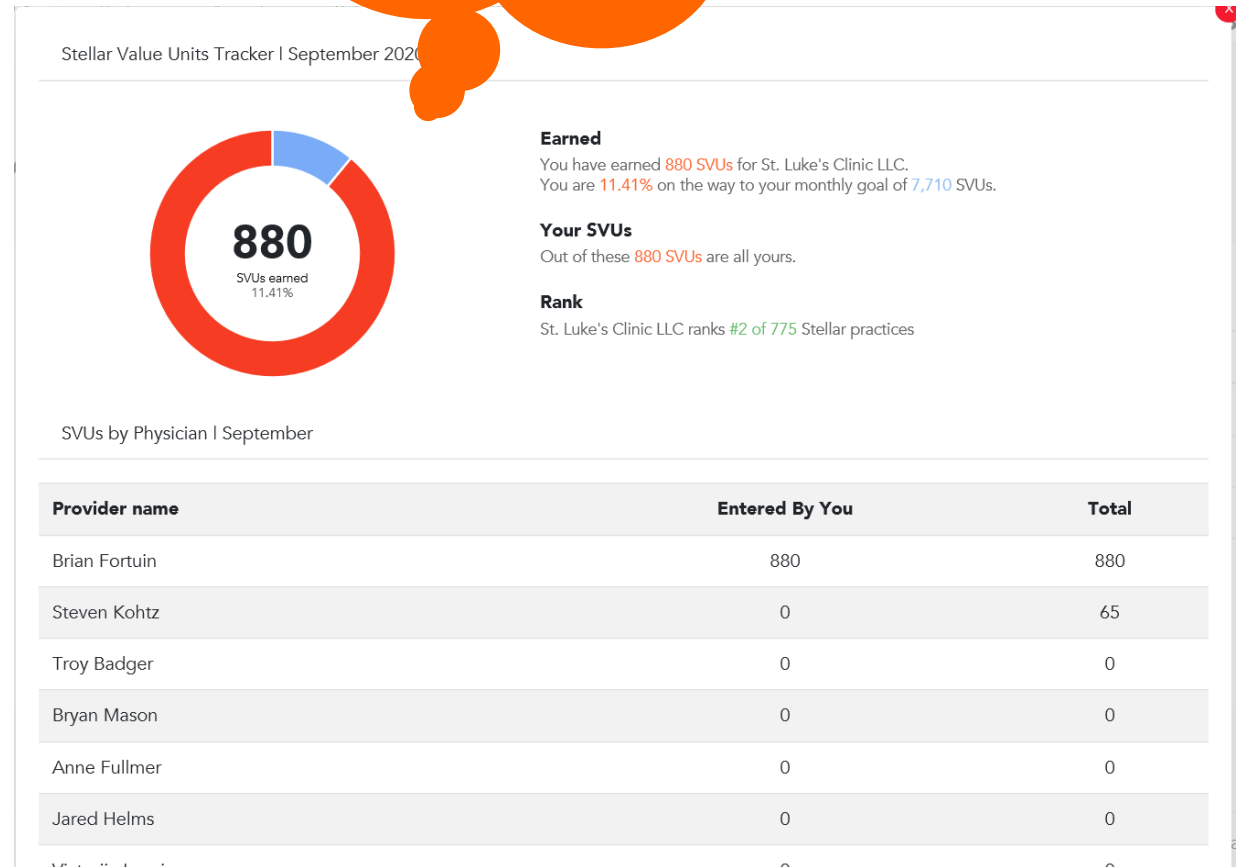 x
Stellar Value Units Tracker | September 2020
880
SVUs earned
11.41%
Earned
You have earned 880 SVUs for St. Luke's Clinic LLC.
You are 11.41% on the way to your monthly goal of 7,710 SVUs.
Your SVUs
Out of these 880 SVUs are all yours.
Rank
St. Luke's Clinic LLC ranks #2 of 775 Stellar practices
SVUs by Physician | September
Provider name Entered By You Total
Brian Fortuin 880 880
Steven Kohtz 0 65
Troy Badger 0 0
Bryan Mason 0 0
Anne Fullmer 0 0
Jared Helms 0 0